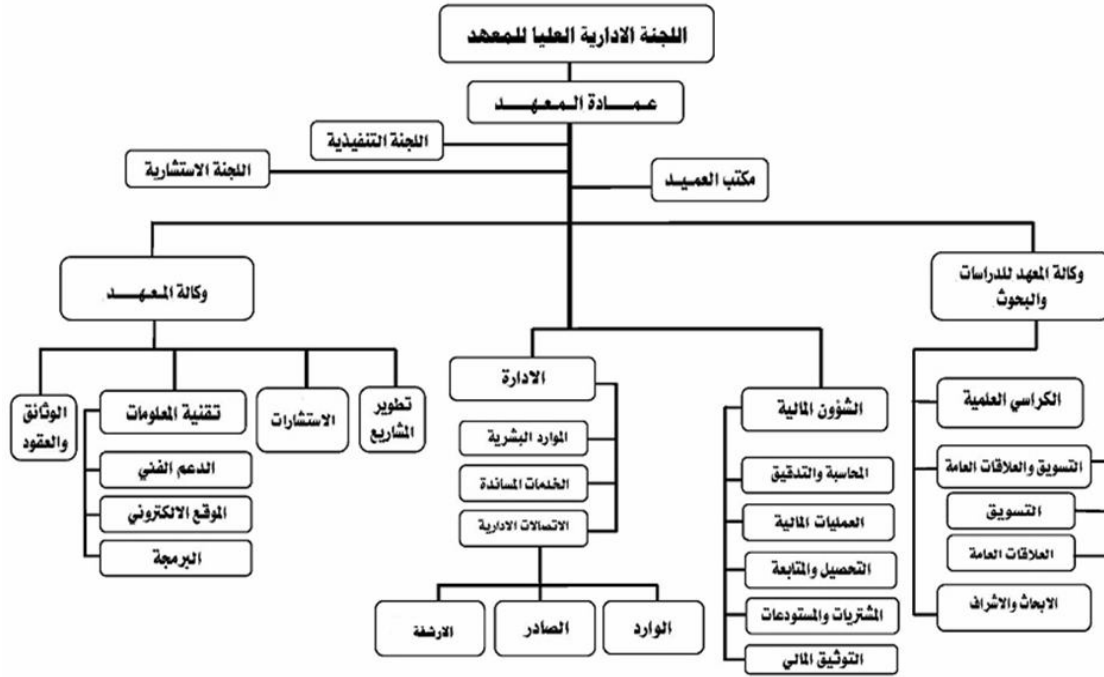 اللجنة الادارية العليا للمعهد
عمادة المعهد
اللجنة التنفيذية
اللجنة الاستشارية
مكتب العميد
وكالة المعهد للدراسات
والبحوث
الكراسي العلمية
التسويق والعلاقات العامة
التسويق
العلاقات العامة
الابحاث والاشراف
الشؤون المالية
المحاسبة والتدقيق
العمليات المالية
التحصيل والمتابعة
المشتريات والمستودعات
التوثيق المالي
الادارة
الموارد البشرية
الخدمات المساندة
الاتصالات الادارية
الوارد
الصادر
الارشفة
وكالة المعهد
تطوير
المشاريع
الاستشارات
تقنية المعلومات
الدعم الفني
الموقع الالكتروني
البرمجة
الوثائق
والعقود